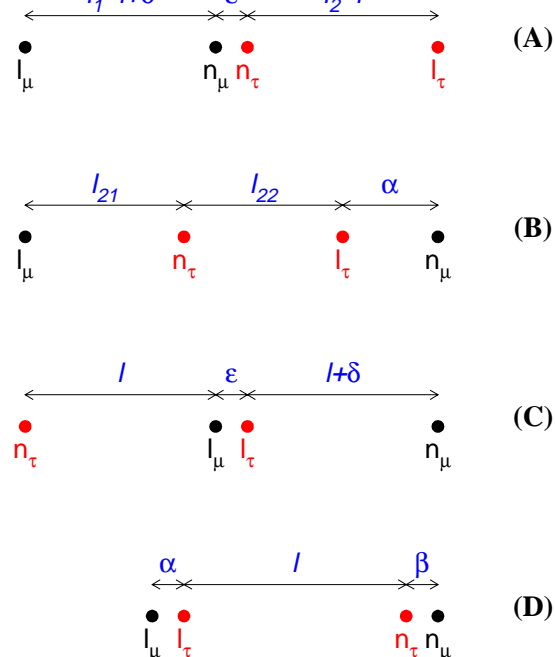 (A)
l_μ n_μ n_τ l_τ
l_21 l_22 α
(B)
l_μ n_τ l_τ n_μ
l ε l+δ
(C)
n_τ l_μ l_τ n_μ
α l β
(D)
l_μ l_τ n_τ n_μ